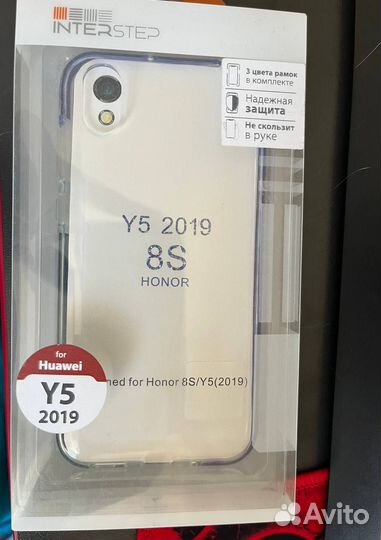 INTERSTEP
3 цвета рамок
в комплекте
Надежная
защита
Не скользит
в руке
Y5 2019
8S
HONOR
for
Huawei
Y5
2019
ned for Honor 8S/Y5(2019)
Avito